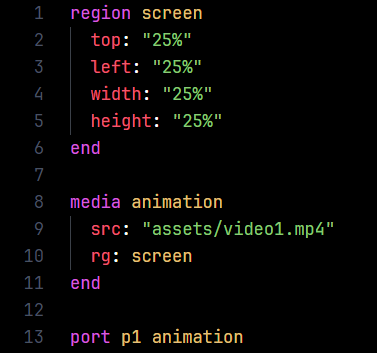 1 region screen
2   top: "25%"
3   left: "25%"
4   width: "25%"
5   height: "25%"
6 end
7
8 media animation
9   src: "assets/video1.mp4"
10   rg: screen
11 end
12
13 port p1 animation